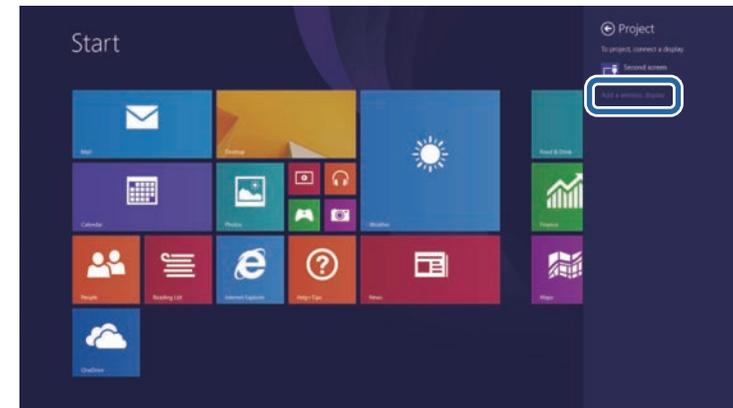 Start
Project
To project, connect a display
Second screen
Add a wireless display
Mail
Desktop
Food & Drink
Calendar
Photos
Weather
Finance
People
Reading List
Internet Explorer
Help+Tips
News
Maps
OneDrive